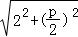 √(2² + (p/2)²)